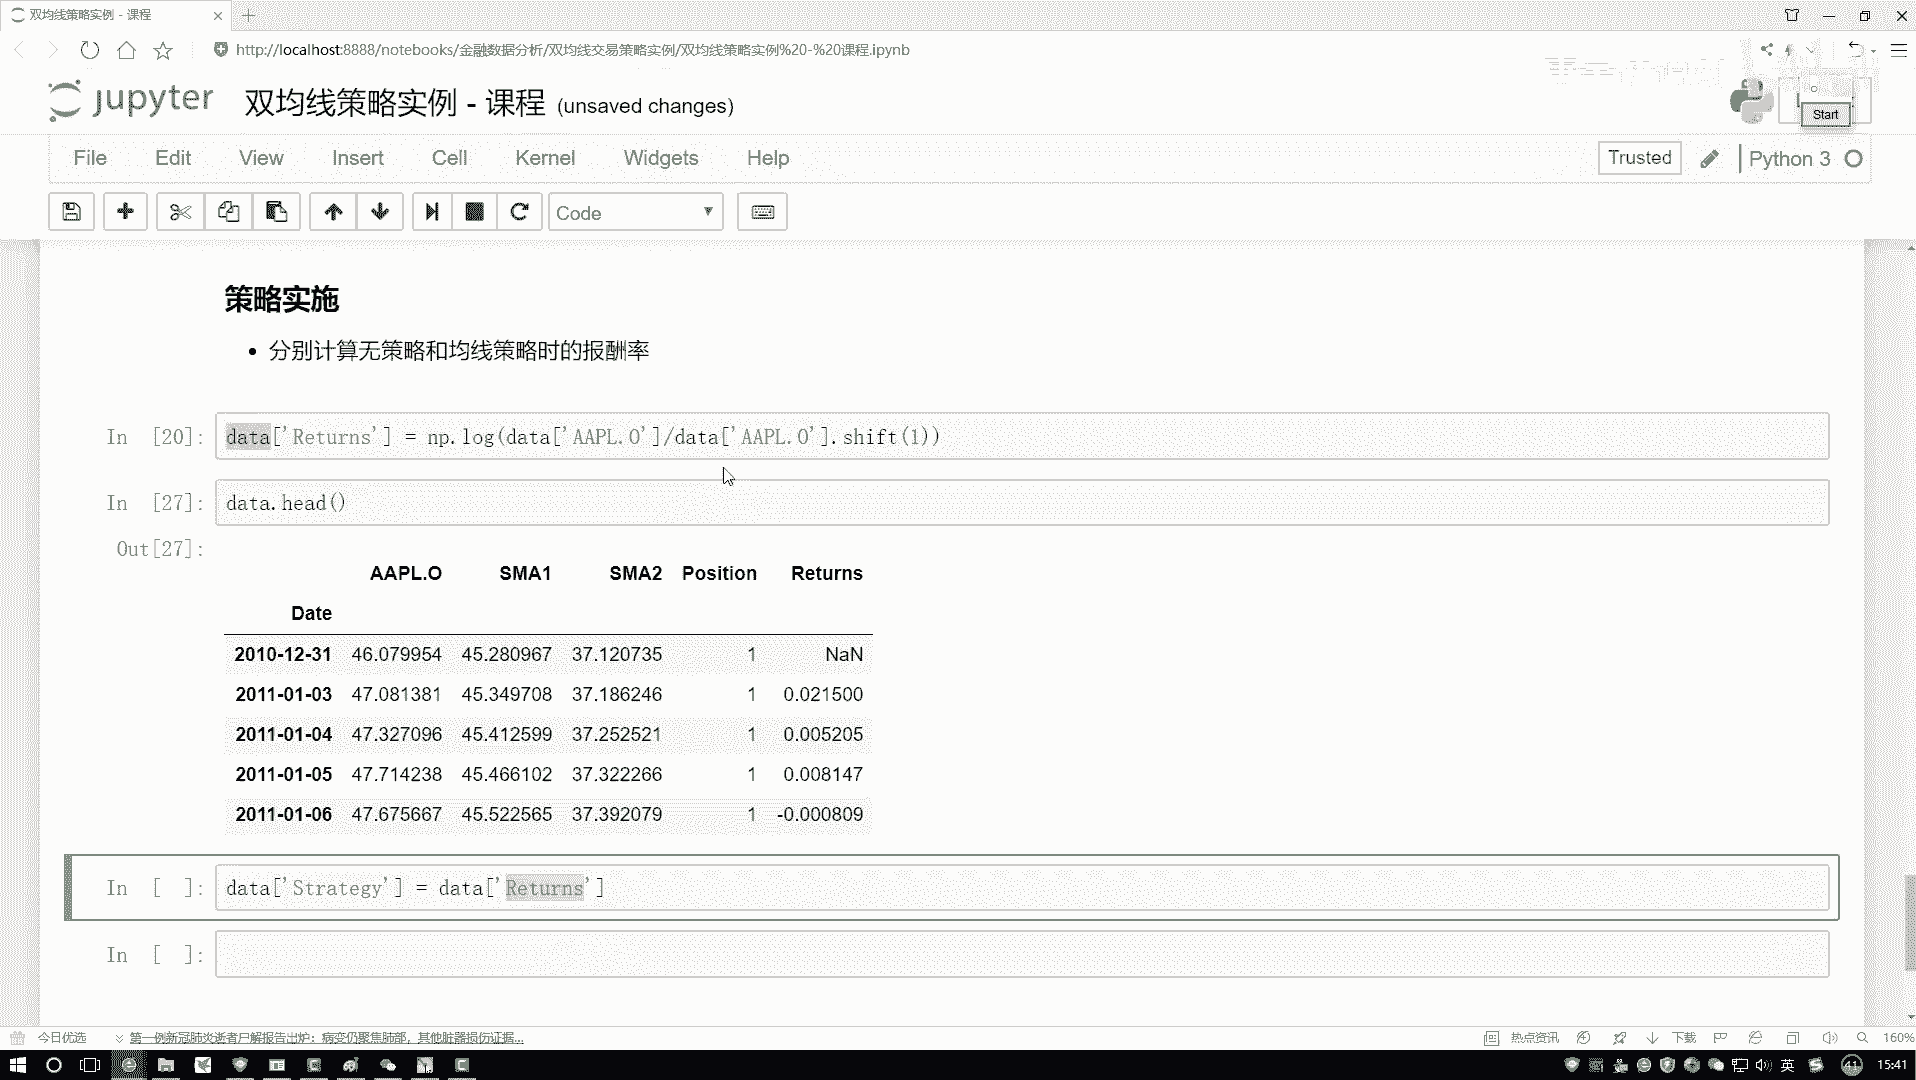 双均线策略实例 - 课程
http://localhost:8888/notebooks/金融数据分析/双均线交易策略实例/双均线策略实例%20-%20课程.ipynb
jupyter 双均线策略实例 - 课程 (unsaved changes)
Start
File Edit View Insert Cell Kernel Widgets Help
Trusted Python 3
Code
策略实施
• 分别计算无策略和均线策略时的报酬率
In [20]: data['Returns'] = np.log(data['AAPL.O']/data['AAPL.O'].shift(1))
In [27]: data.head()
Out[27]:
AAPL.O SMA1 SMA2 Position Returns
Date
2010-12-31 46.079954 45.280967 37.120735 1 NaN
2011-01-03 47.081381 45.349708 37.186246 1 0.021500
2011-01-04 47.327096 45.412599 37.252521 1 0.005205
2011-01-05 47.714238 45.466102 37.322266 1 0.008147
2011-01-06 47.675667 45.522565 37.392079 1 -0.000809
In [ ]: data['Strategy'] = data['Returns']
In [ ]:
今日优选 第一例新冠肺炎逝者尸解报告出炉：病变仍聚焦肺部，其他脏器损伤证据... 热点资讯 下载 160%
英 41 15:41